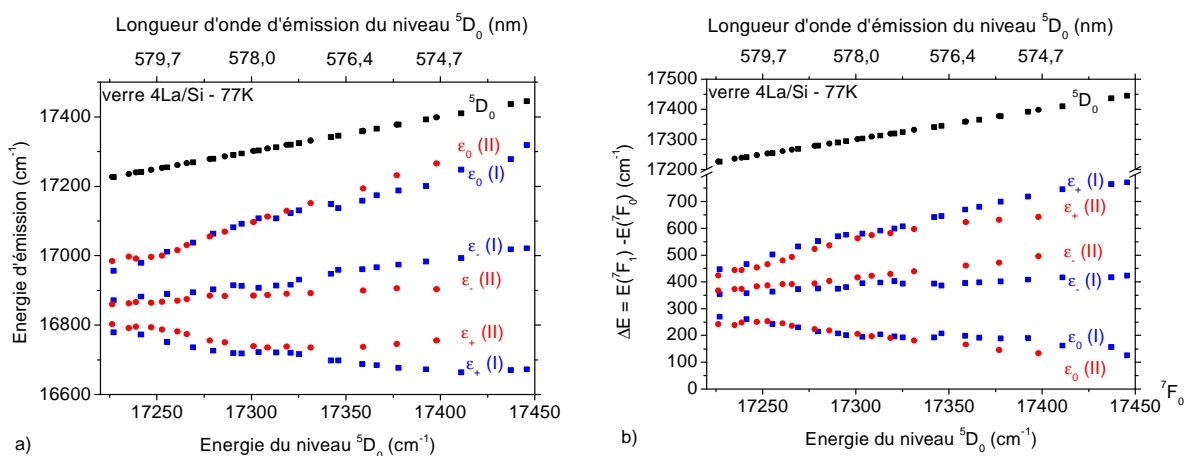 Longueur d'onde d'émission du niveau ⁵D₀ (nm)
579,7 578,0 576,4 574,7
verre 4La/Si - 77K
⁵D₀
ε₀ (II)
ε₀ (I)
ε₋ (I)
ε₋ (II)
ε₊ (II)
ε₊ (I)
17400
17200
17000
16800
16600
Energie d'émission (cm⁻¹)
17250 17300 17350 17400 17450
Energie du niveau ⁵D₀ (cm⁻¹)
a)
Longueur d'onde d'émission du niveau ⁵D₀ (nm)
579,7 578,0 576,4 574,7
verre 4La/Si - 77K
⁵D₀
ε₊ (I)
ε₊ (II)
ε₋ (II)
ε₋ (I)
ε₀ (I)
ε₀ (II)
17500
17400
17300
17200
700
600
500
400
300
200
100
0
ΔE = E(⁷F₁) -E(⁷F₀) (cm⁻¹)
⁷F₀
17250 17300 17350 17400 17450
Energie du niveau ⁵D₀ (cm⁻¹)
b)